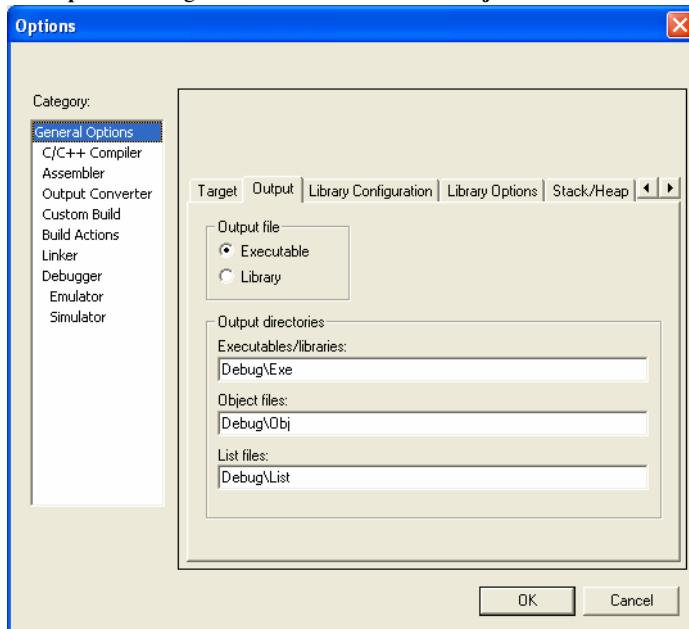 Options
Category:
General Options
C/C++ Compiler
Assembler
Output Converter
Custom Build
Build Actions
Linker
Debugger
Emulator
Simulator
Target
Output
Library Configuration
Library Options
Stack/Heap
Output file
Executable
Library
Output directories
Executables/libraries:
Debug\Exe
Object files:
Debug\Obj
List files:
Debug\List
OK
Cancel